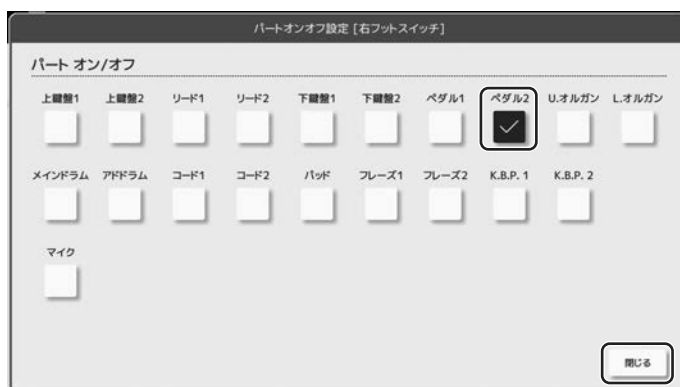 パートオンオフ設定 [右フットスイッチ]
パート オン/オフ
上鍵盤1 上鍵盤2 リード1 リード2 下鍵盤1 下鍵盤2 ペダル1 ペダル2 U.オルガン L.オルガン
メインドラム アドドラム コード1 コード2 パッド フレーズ1 フレーズ2 K.B.P. 1 K.B.P. 2
マイク
閉じる